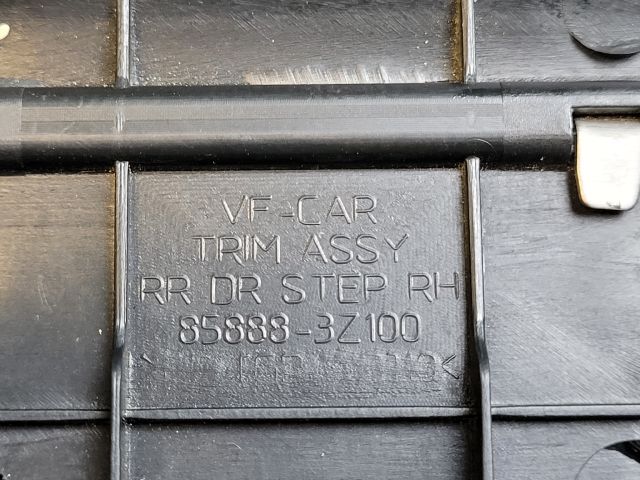 VF-CAR
TRIM ASSY
RR DR STEP RH
85888-3Z100